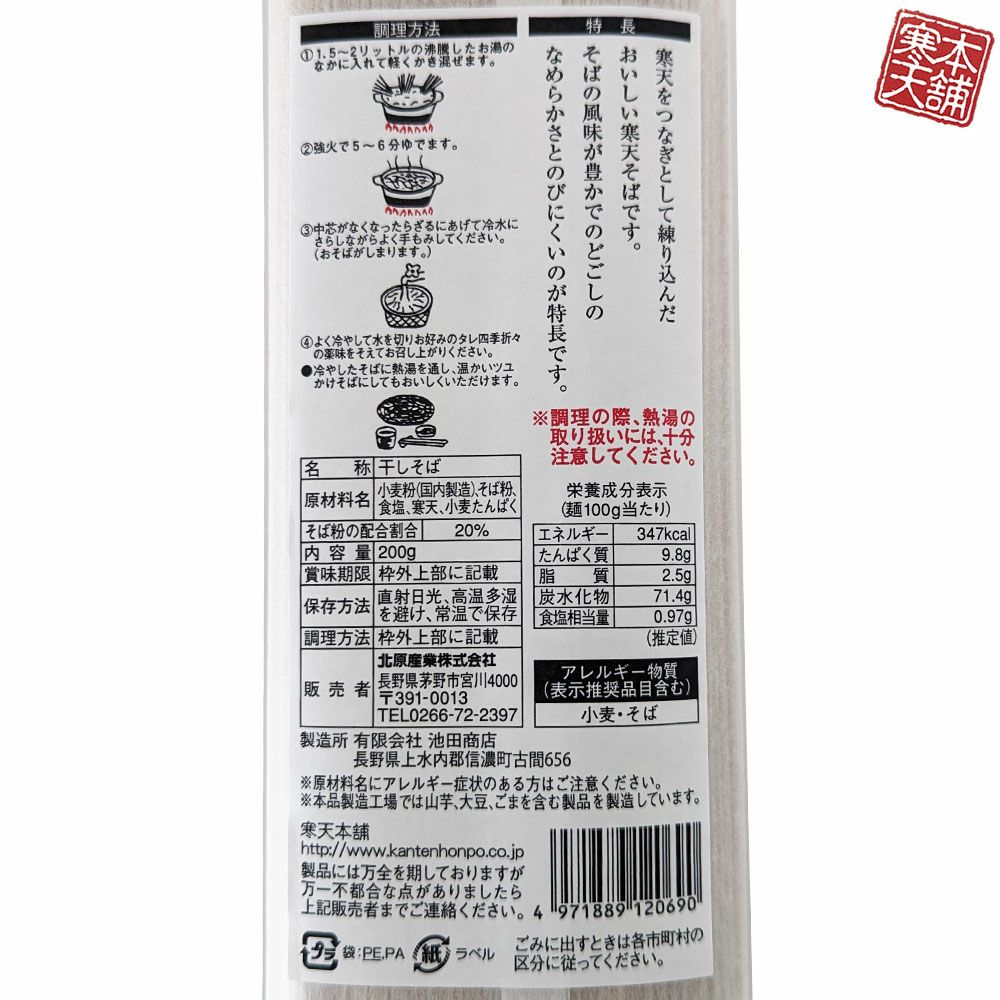 寒天
本舗
調理方法
①1.5～2リットルの沸騰したお湯の
なかに入れて軽くかき混ぜます。
②強火で5～6分ゆでます。
③中芯がなくなったらざるにあげて冷水に
さらしながらよく手もみしてください。
(おそばがしまります。)
④よく冷やして水を切りお好みのタレ四季折々
の薬味をそえてお召し上がりください。
●冷やしたそばに熱湯を通し、温かいツユ
かけそばにしてもおいしくいただけます。
特長
寒天をつなぎとして練り込んだ
おいしい寒天そばです。
そばの風味が豊かでのどごしの
なめらかさとのびにくいのが特長です。
※調理の際、熱湯の
取り扱いには、十分
注意してください。
名称 干しそば
原材料名 小麦粉(国内製造)、そば粉、
食塩、寒天、小麦たんぱく
そば粉の配合割合 20%
内容量 200g
賞味期限 枠外上部に記載
保存方法 直射日光、高温多湿
を避け、常温で保存
調理方法 枠外上部に記載
販売者 北原産業株式会社
長野県茅野市宮川4000
〒391-0013
TEL0266-72-2397
栄養成分表示
(麺100g当たり)
エネルギー 347kcal
たんぱく質 9.8g
脂質 2.5g
炭水化物 71.4g
食塩相当量 0.97g
(推定値)
アレルギー物質
(表示推奨品目含む)
小麦・そば
製造所 有限会社 池田商店
長野県上水内郡信濃町古間656
※原材料名にアレルギー症状のある方はご注意ください。
※本品製造工場では山芋、大豆、ごまを含む製品を製造しています。
寒天本舗
http://www.kantenhonpo.co.jp
製品には万全を期しておりますが
万一不都合な点がありましたら
上記販売者までご連絡ください。
4 971889 120690
プラ 袋:PE,PA 紙 ラベル
ごみに出すときは各市町村の
区分に従ってください。